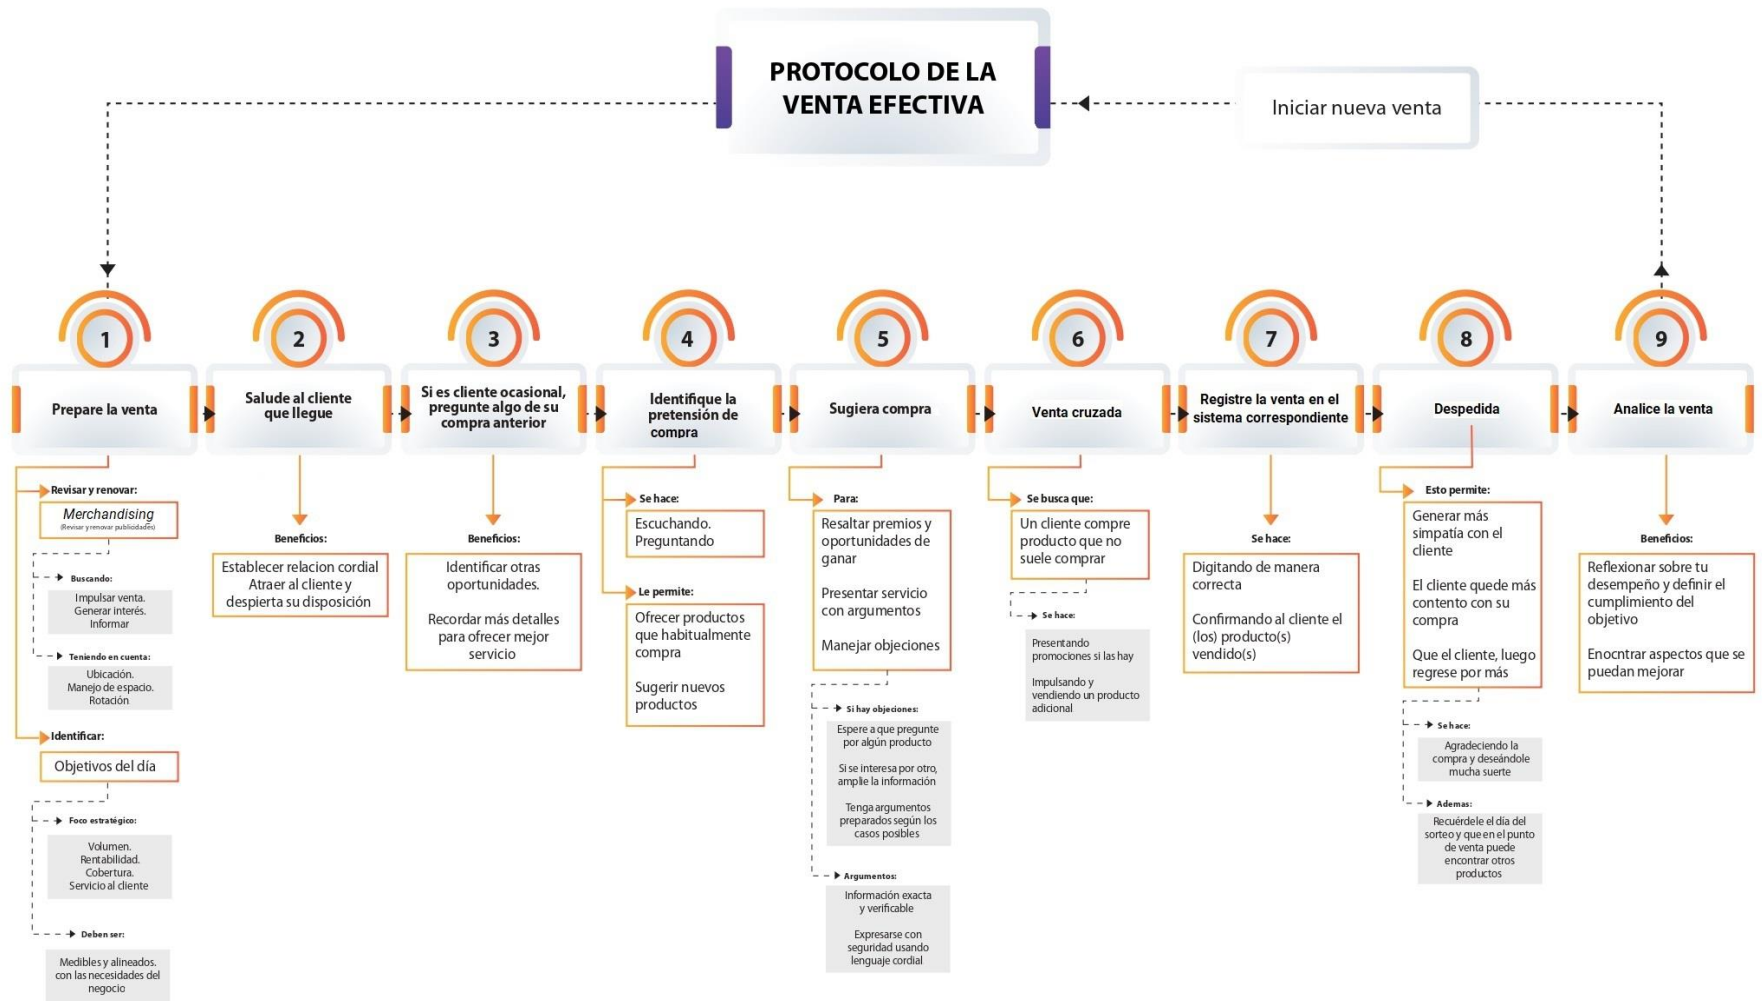 PROTOCOLO DE LA
VENTA EFECTIVA
Iniciar nueva venta
1
Prepare la venta
Revisar y renovar:
Merchandising
(Revisar y renovar publicidades)
Buscando:
Impulsar venta.
Generar interés.
Informar
Teniendo en cuenta:
Ubicación.
Manejo de espacio.
Rotación
Identificar:
Objetivos del día
Foco estratégico:
Volumen.
Rentabilidad.
Cobertura.
Servicio al cliente
Deben ser:
Medibles y alineados.
con las necesidades del
negocio
2
Salude al cliente
que llegue
Beneficios:
Establecer relacion cordial
Atraer al cliente y
despierta su disposición
3
Si es cliente ocasional,
pregunte algo de su
compra anterior
Beneficios:
Identificar otras
oportunidades.
Recordar más detalles
para ofrecer mejor
servicio
4
Identifique la
pretensión de
compra
Se hace:
Escuchando.
Preguntando
Le permite:
Ofrecer productos
que habitualmente
compra
Sugerir nuevos
productos
5
Sugiera compra
Para:
Resaltar premios y
oportunidades de
ganar
Presentar servicio
con argumentos
Manejar objeciones
Si hay objeciones:
Espere a que pregunte
por algún producto
Si se interesa por otro,
amplie la información
Tenga argumentos
preparados según los
casos posibles
Argumentos:
Información exacta
y verificable
Expresarse con
seguridad usando
lenguaje cordial
6
Venta cruzada
Se busca que:
Un cliente compre
producto que no
suele comprar
Se hace:
Presentando
promociones si las hay
Impulsando y
vendiendo un producto
adicional
7
Registre la venta en el
sistema correspondiente
Se hace:
Digitando de manera
correcta
Confirmando al cliente el
(los) producto(s)
vendido(s)
8
Despedida
Esto permite:
Generar más
simpatía con el
cliente
El cliente quede más
contento con su
compra
Que el cliente, luego
regrese por más
Se hace:
Agradeciendo la
compra y deseándole
mucha suerte
Ademas:
Recuérdele el día del
sorteo y que en el punto
de venta puede
encontrar otros
productos
9
Analice la venta
Beneficios:
Reflexionar sobre tu
desempeño y definir el
cumplimiento del
objetivo
Enocntrar aspectos que se
puedan mejorar